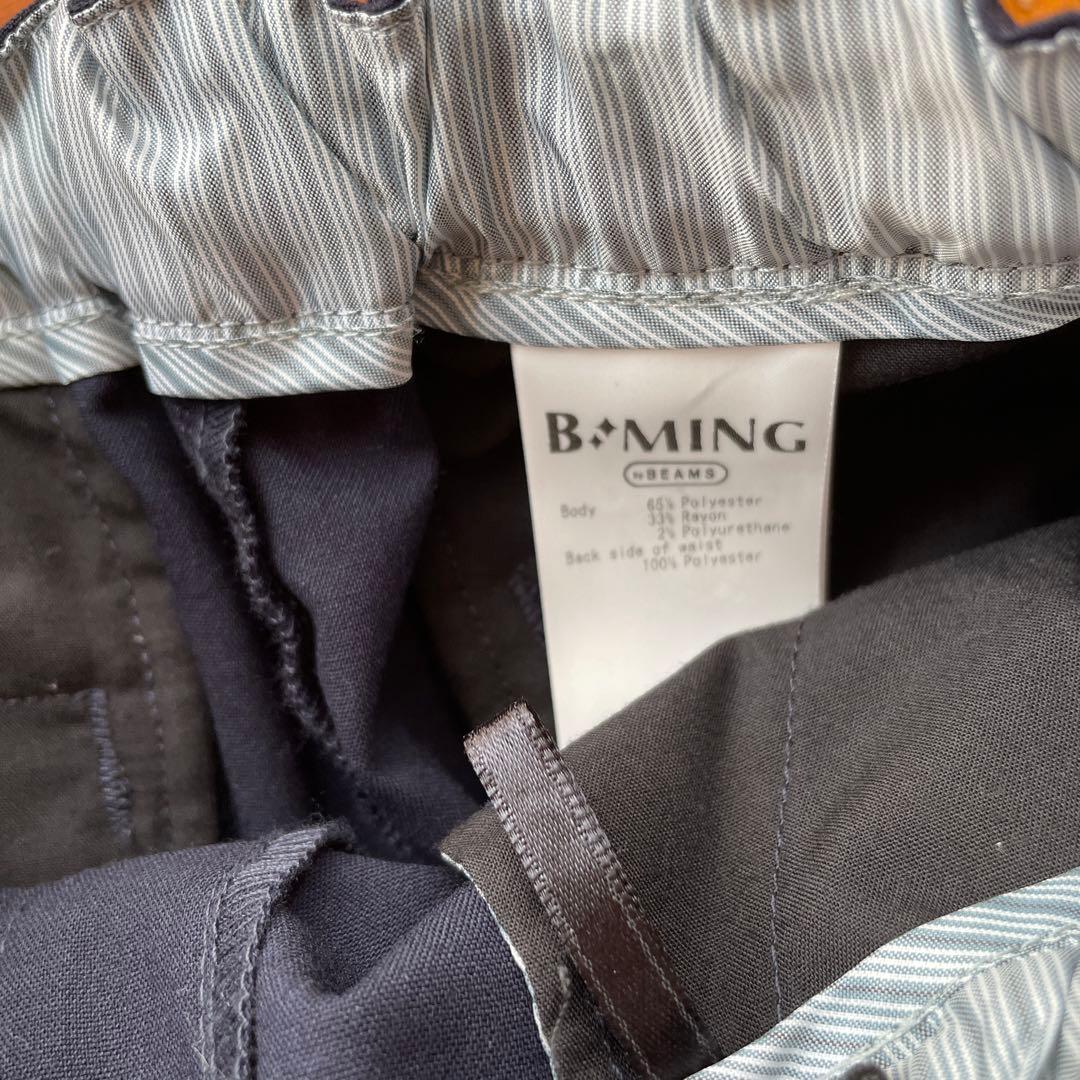 B MING
by BEAMS
Body 65% Polyester
33% Rayon
2% Polyurethane
Back side of waist
100% Polyester